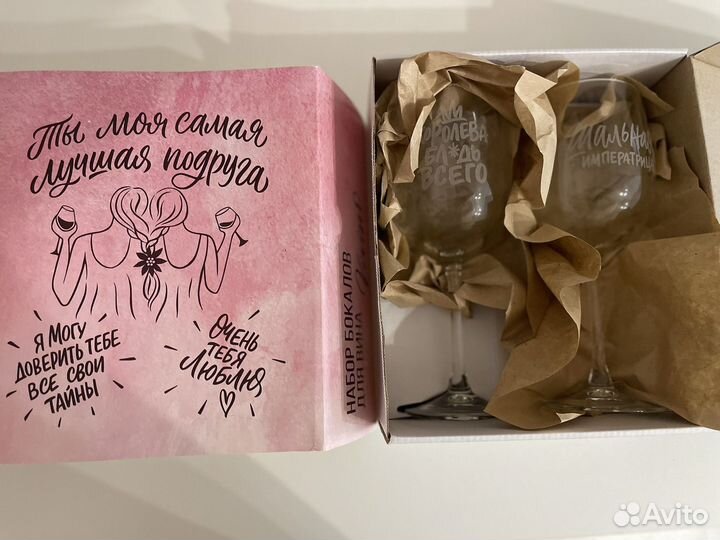 Ты моя самая
лучшая подруга
Я могу
доверить тебе
все свои
тайны
Очень
тебя
люблю
НАБОР БОКАЛОВ
ДЛЯ ВИНА
КОРОЛЕВА
БЛ*ДЬ
ВСЕГО
ИМПЕРАТРИЦА
Avito